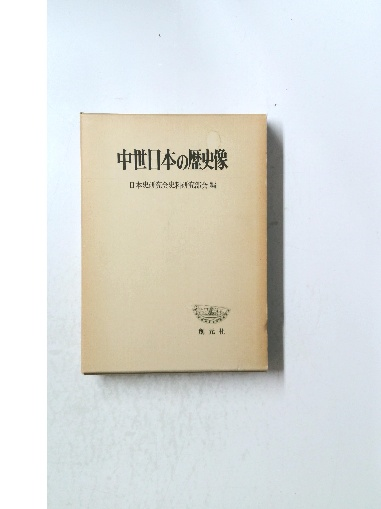 中世日本の歴史像
日本史研究会史料研究部会編
創元社